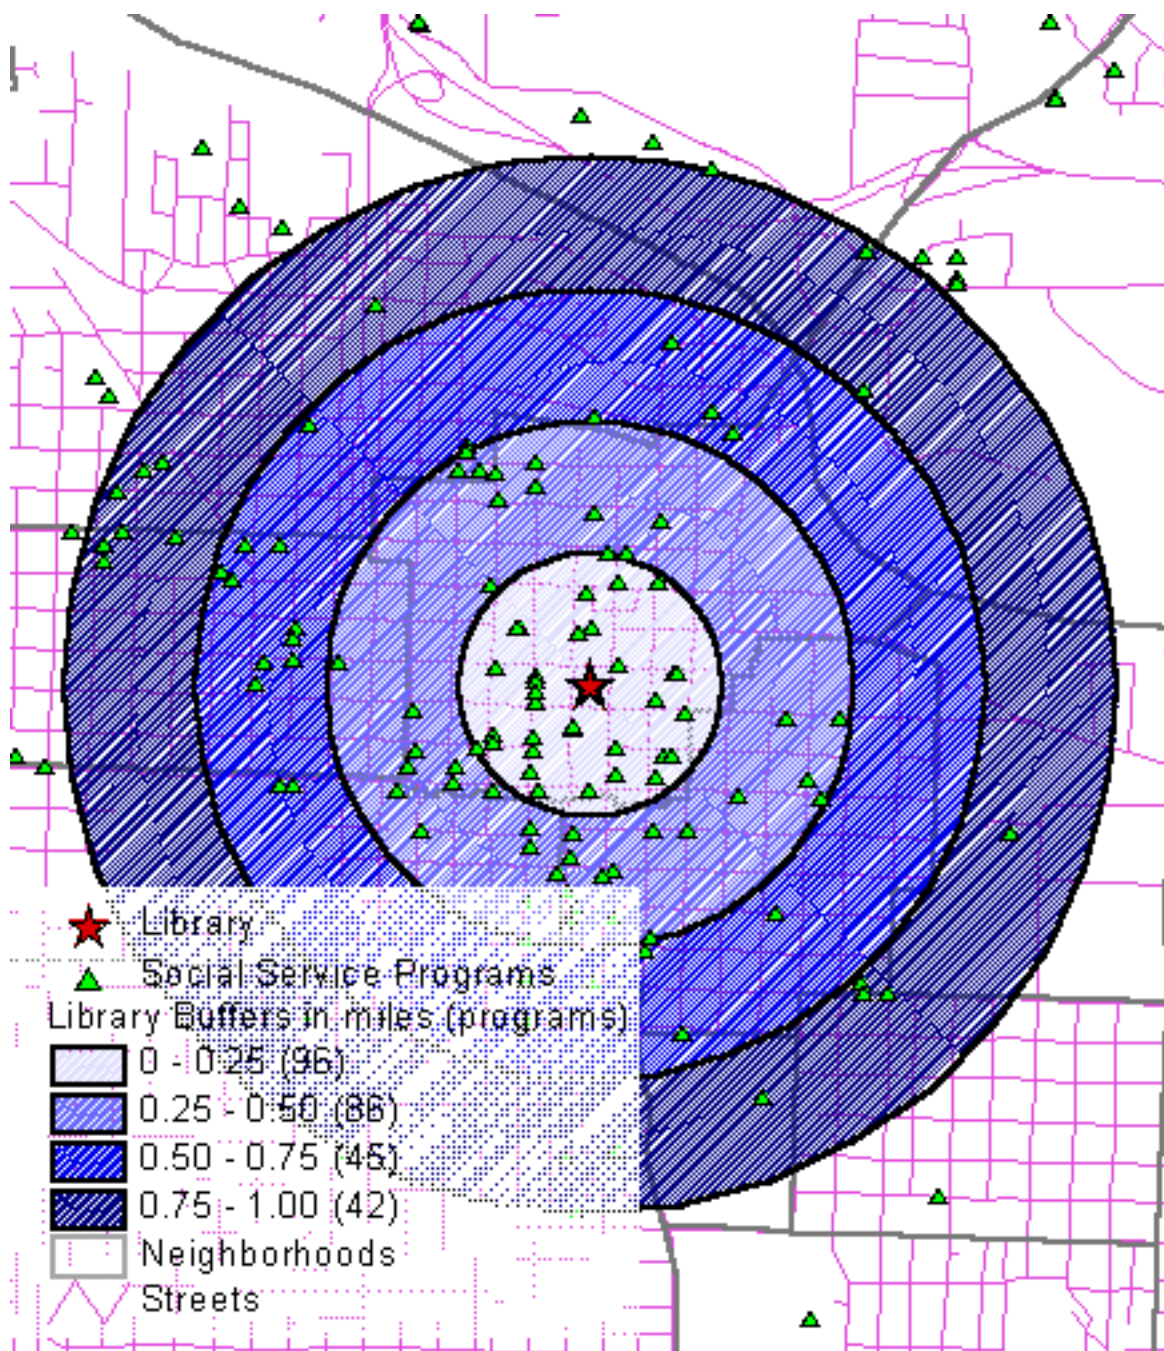 Library
Social Service Programs
Library Buffers in miles (programs)
0 - 0.25 (96)
0.25 - 0.50 (86)
0.50 - 0.75 (45)
0.75 - 1.00 (42)
Neighborhoods
Streets